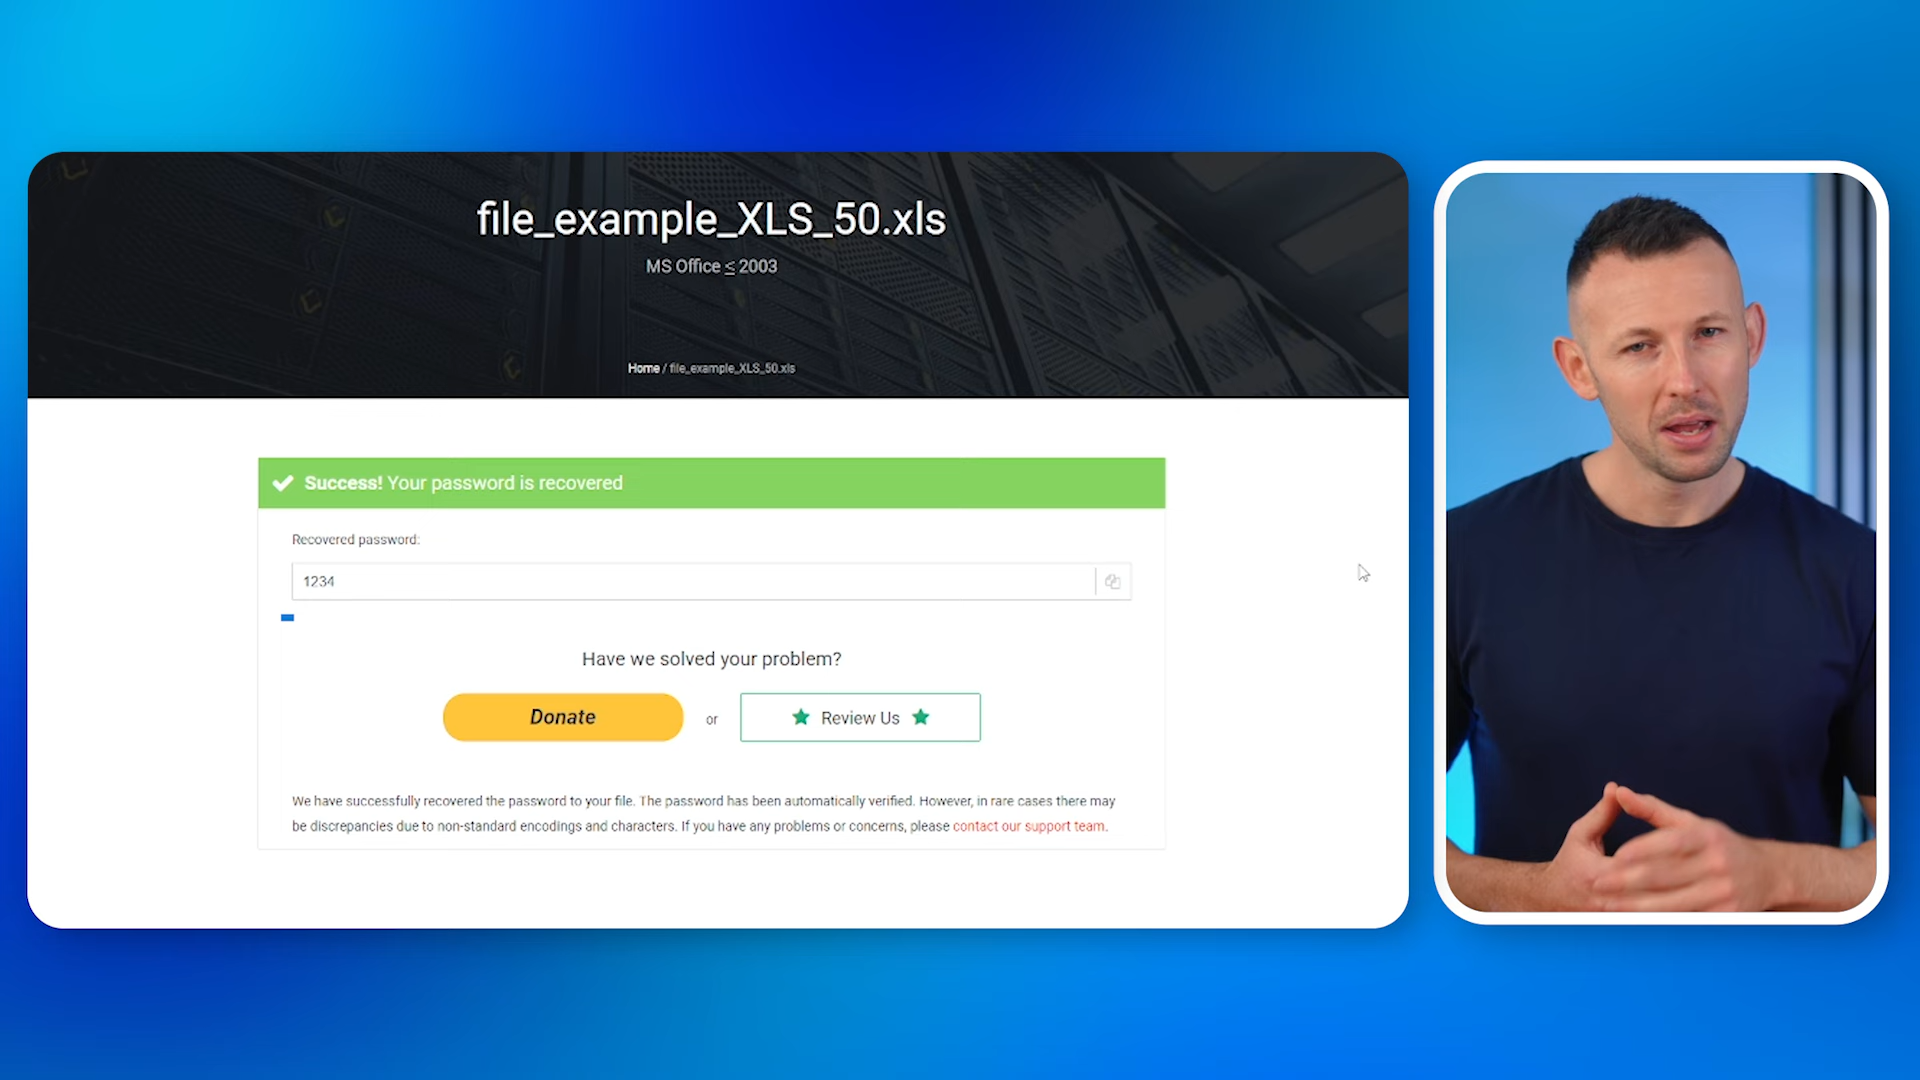 file_example_XLS_50.xls
MS Office ≤ 2003
Home / file_example_XLS_50.xls
Success! Your password is recovered
Recovered password:
1234
Have we solved your problem?
Donate
or
Review Us
We have successfully recovered the password to your file. The password has been automatically verified. However, in rare cases there may
be discrepancies due to non-standard encodings and characters. If you have any problems or concerns, please contact our support team.